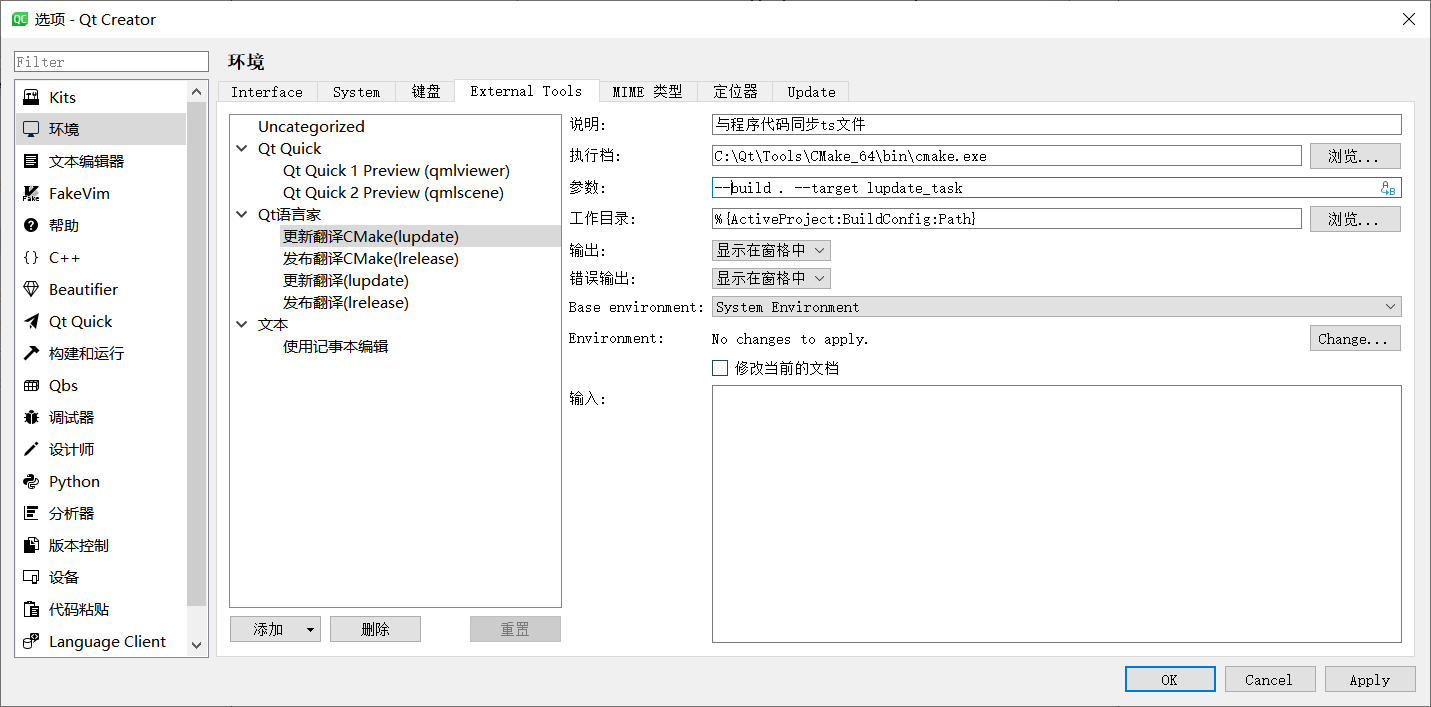 选项 - Qt Creator
Filter
Kits
环境
文本编辑器
FakeVim
帮助
C++
Beautifier
Qt Quick
构建和运行
Qbs
调试器
设计师
Python
分析器
版本控制
设备
代码粘贴
Language Client
环境
Interface
System
键盘
External Tools
MIME 类型
定位器
Update
Uncategorized
Qt Quick
Qt Quick 1 Preview (qmlviewer)
Qt Quick 2 Preview (qmlscene)
Qt语言家
更新翻译CMake(lupdate)
发布翻译CMake(lrelease)
更新翻译(lupdate)
发布翻译(lrelease)
文本
使用记事本编辑
添加
删除
重置
说明: 与程序代码同步ts文件
执行档: C:\Qt\Tools\CMake_64\bin\cmake.exe 浏览...
参数: --build . --target lupdate_task
工作目录: %{ActiveProject:BuildConfig:Path} 浏览...
输出: 显示在窗格中
错误输出: 显示在窗格中
Base environment: System Environment
Environment: No changes to apply. Change...
修改当前的文档
输入:
OK
Cancel
Apply